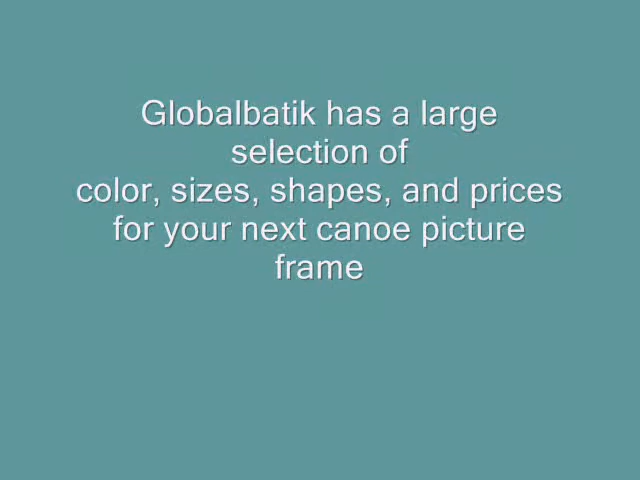 Globalbatik has a large
selection of
color, sizes, shapes, and prices
for your next canoe picture
frame